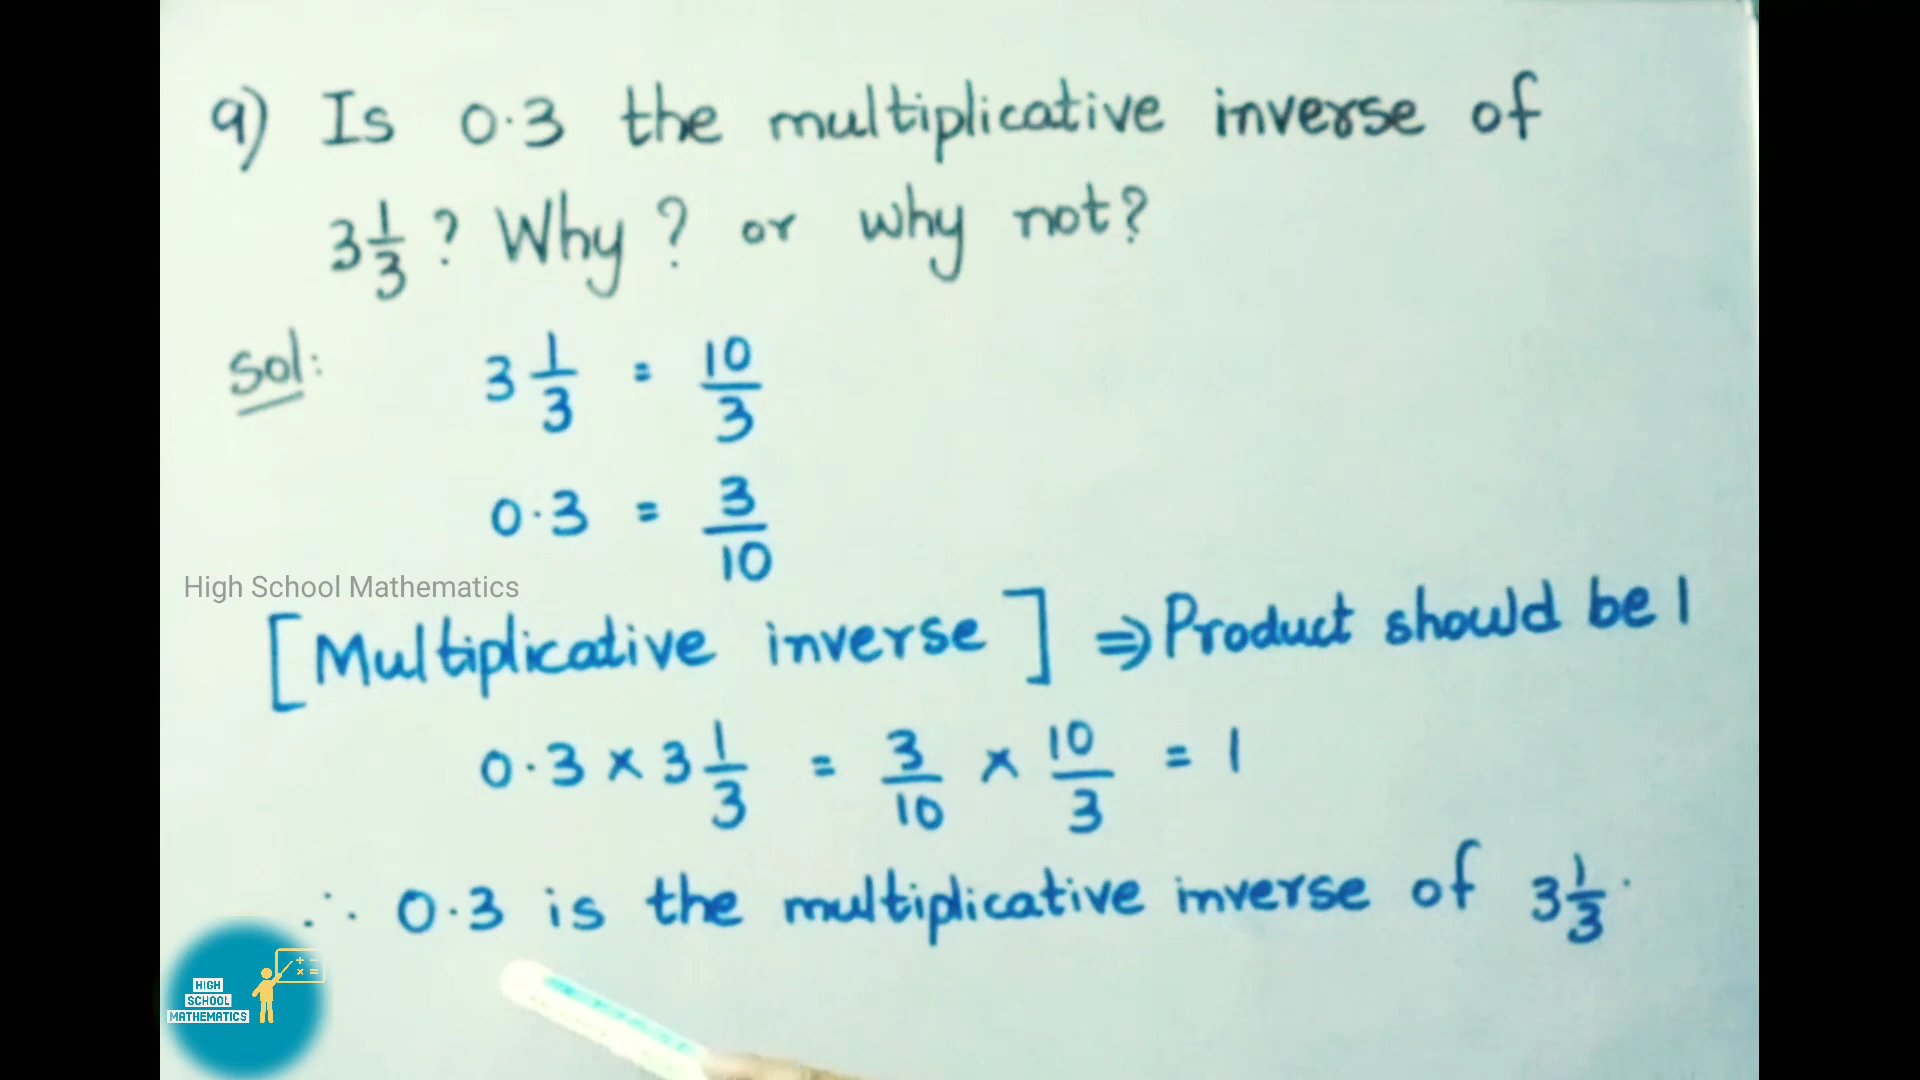 9) Is 0.3 the multiplicative inverse of
3 1/3 ? Why ? or why not?
Sol: 3 1/3 = 10/3
0.3 = 3/10
High School Mathematics
[Multiplicative inverse] ⇒ Product should be 1
0.3 × 3 1/3 = 3/10 × 10/3 = 1
∴ 0.3 is the multiplicative inverse of 3 1/3.
+ −
× =
HIGH
SCHOOL
MATHEMATICS